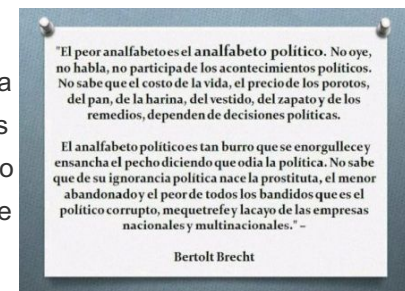 "El peor analfabeto es el analfabeto político. No oye,
no habla, no participa de los acontecimientos políticos.
No sabe que el costo de la vida, el precio de los porotos,
del pan, de la harina, del vestido, del zapato y de los
remedios, dependen de decisiones políticas.
El analfabeto político es tan burro que se enorgullece y
ensancha el pecho diciendo que odia la política. No sabe
que de su ignorancia política nace la prostituta, el menor
abandonado y el peor de todos los bandidos que es el
político corrupto, mequetrefe y lacayo de las empresas
nacionales y multinacionales." –
Bertolt Brecht
a
s
o
e